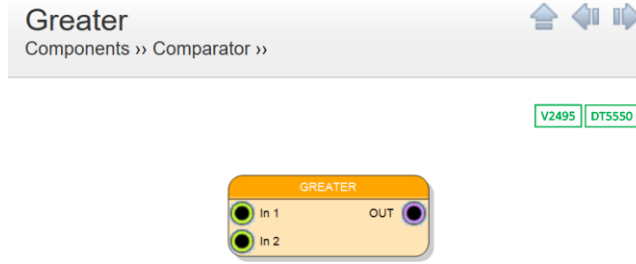 Greater
Components ›› Comparator ››
V2495 DT5550
GREATER
In 1 OUT
In 2